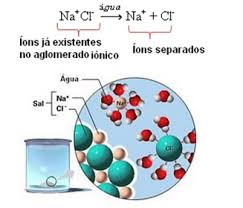 água
Na⁺Cl⁻ ⟶ Na⁺ + Cl⁻
Íons já existentes
no aglomerado iônico
Íons separados
Água
Sal
Na⁺
Cl⁻
Na⁺
Cl⁻